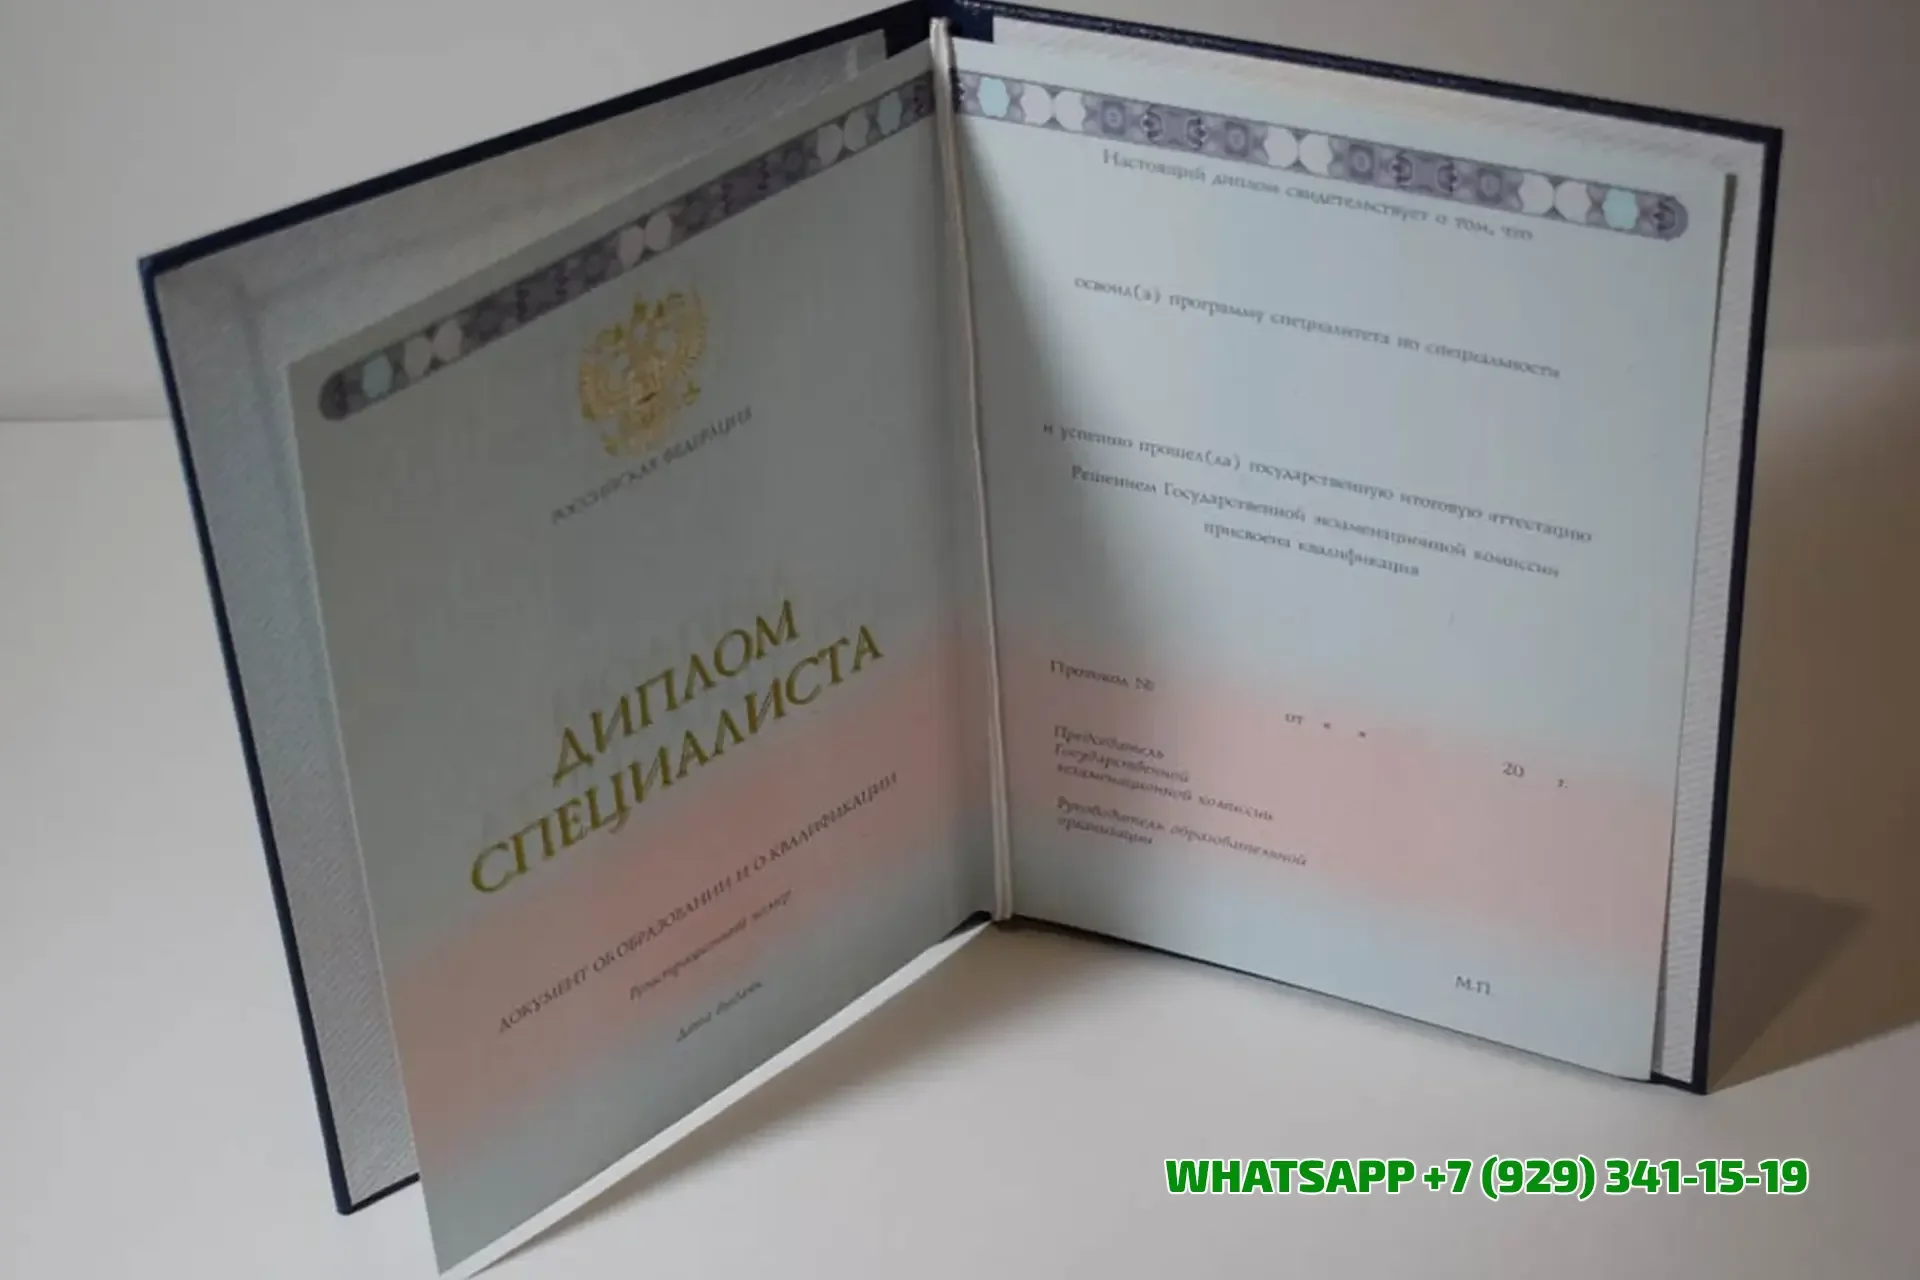 РОССИЙСКАЯ ФЕДЕРАЦИЯ
ДИПЛОМ
СПЕЦИАЛИСТА
ДОКУМЕНТ ОБ ОБРАЗОВАНИИ И О КВАЛИФИКАЦИИ
Регистрационный номер
Дата выдачи
Настоящий диплом свидетельствует о том, что
освоил(а) программу специалитета по специальности
и успешно прошел(ла) государственную итоговую аттестацию
Решением Государственной экзаменационной комиссии
присвоена квалификация
Протокол №
от « »
20 г.
Председатель
Государственной
экзаменационной комиссии
Руководитель образовательной
организации
М.П.
WHATSAPP +7 (929) 341-15-19